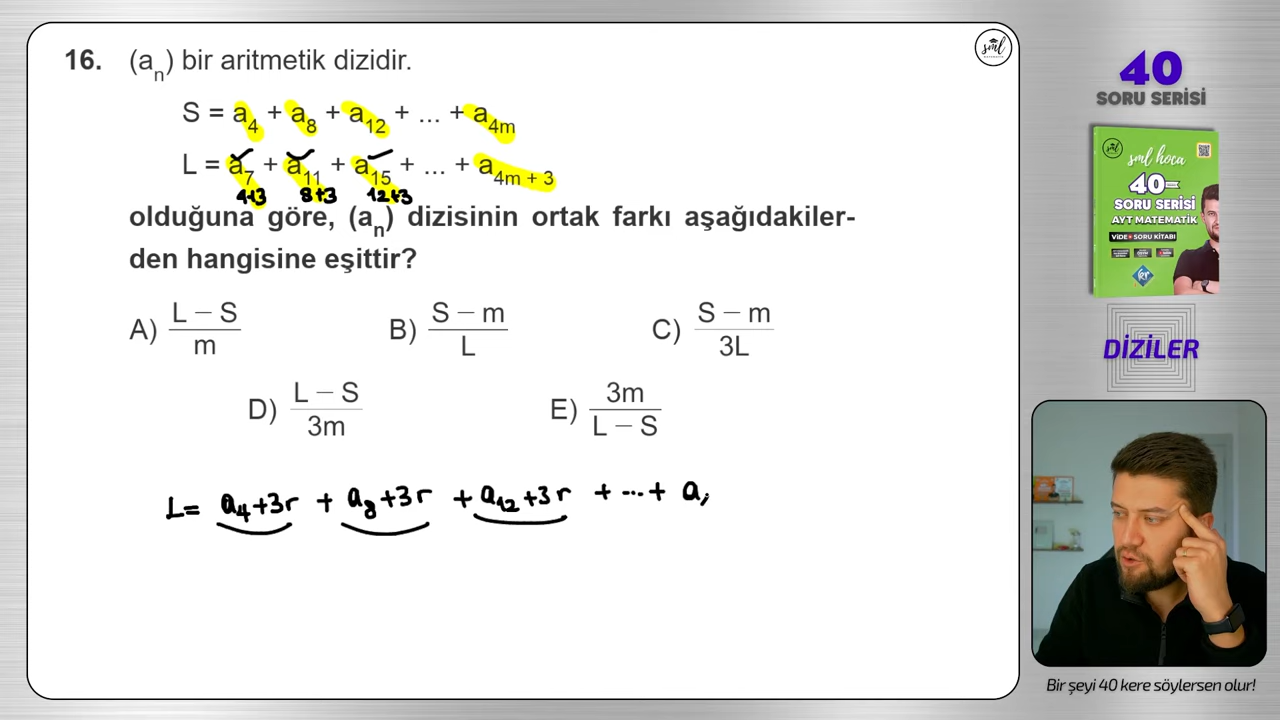 16. (aₙ) bir aritmetik dizidir.
S = a₄ + a₈ + a₁₂ + ... + a₄ₘ
L = a₇ + a₁₁ + a₁₅ + ... + a₄ₘ ₊ ₃
4+3 8+3 12+3
olduğuna göre, (aₙ) dizisinin ortak farkı aşağıdakiler-
den hangisine eşittir?
A) (L – S)/m B) (S – m)/L C) (S – m)/3L
D) (L – S)/3m E) 3m/(L – S)
L= a₄+3r + a₈+3r + a₁₂+3r + ... + a
sml
40
SORU SERİSİ
sml hoca
40
SORU SERİSİ
AYT MATEMATİK
VİDEO SORU KİTABI
DİZİLER
Bir şeyi 40 kere söylersen olur!